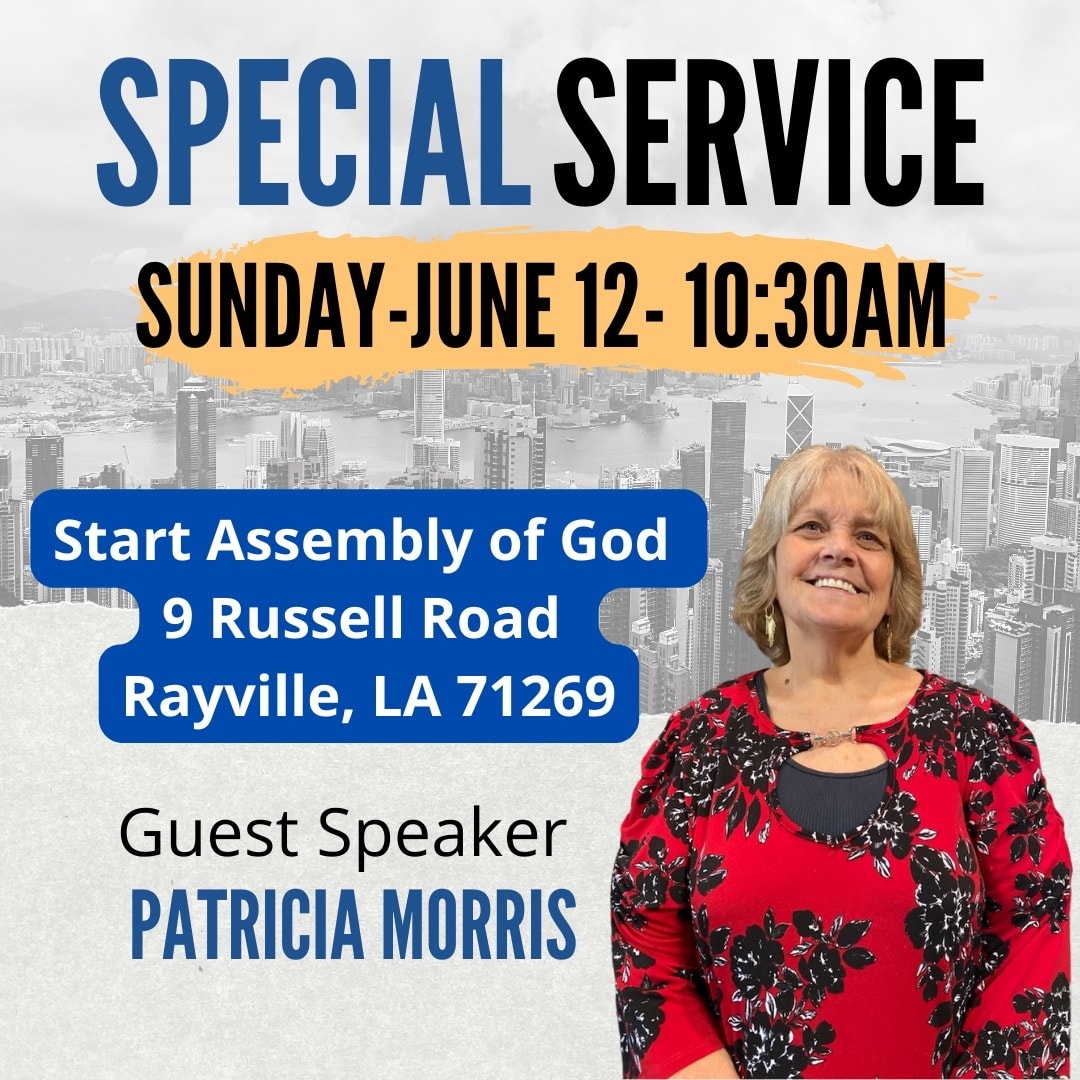 SPECIAL SERVICE
SUNDAY-JUNE 12- 10:30AM
Start Assembly of God
9 Russell Road
Rayville, LA 71269
Guest Speaker
PATRICIA MORRIS